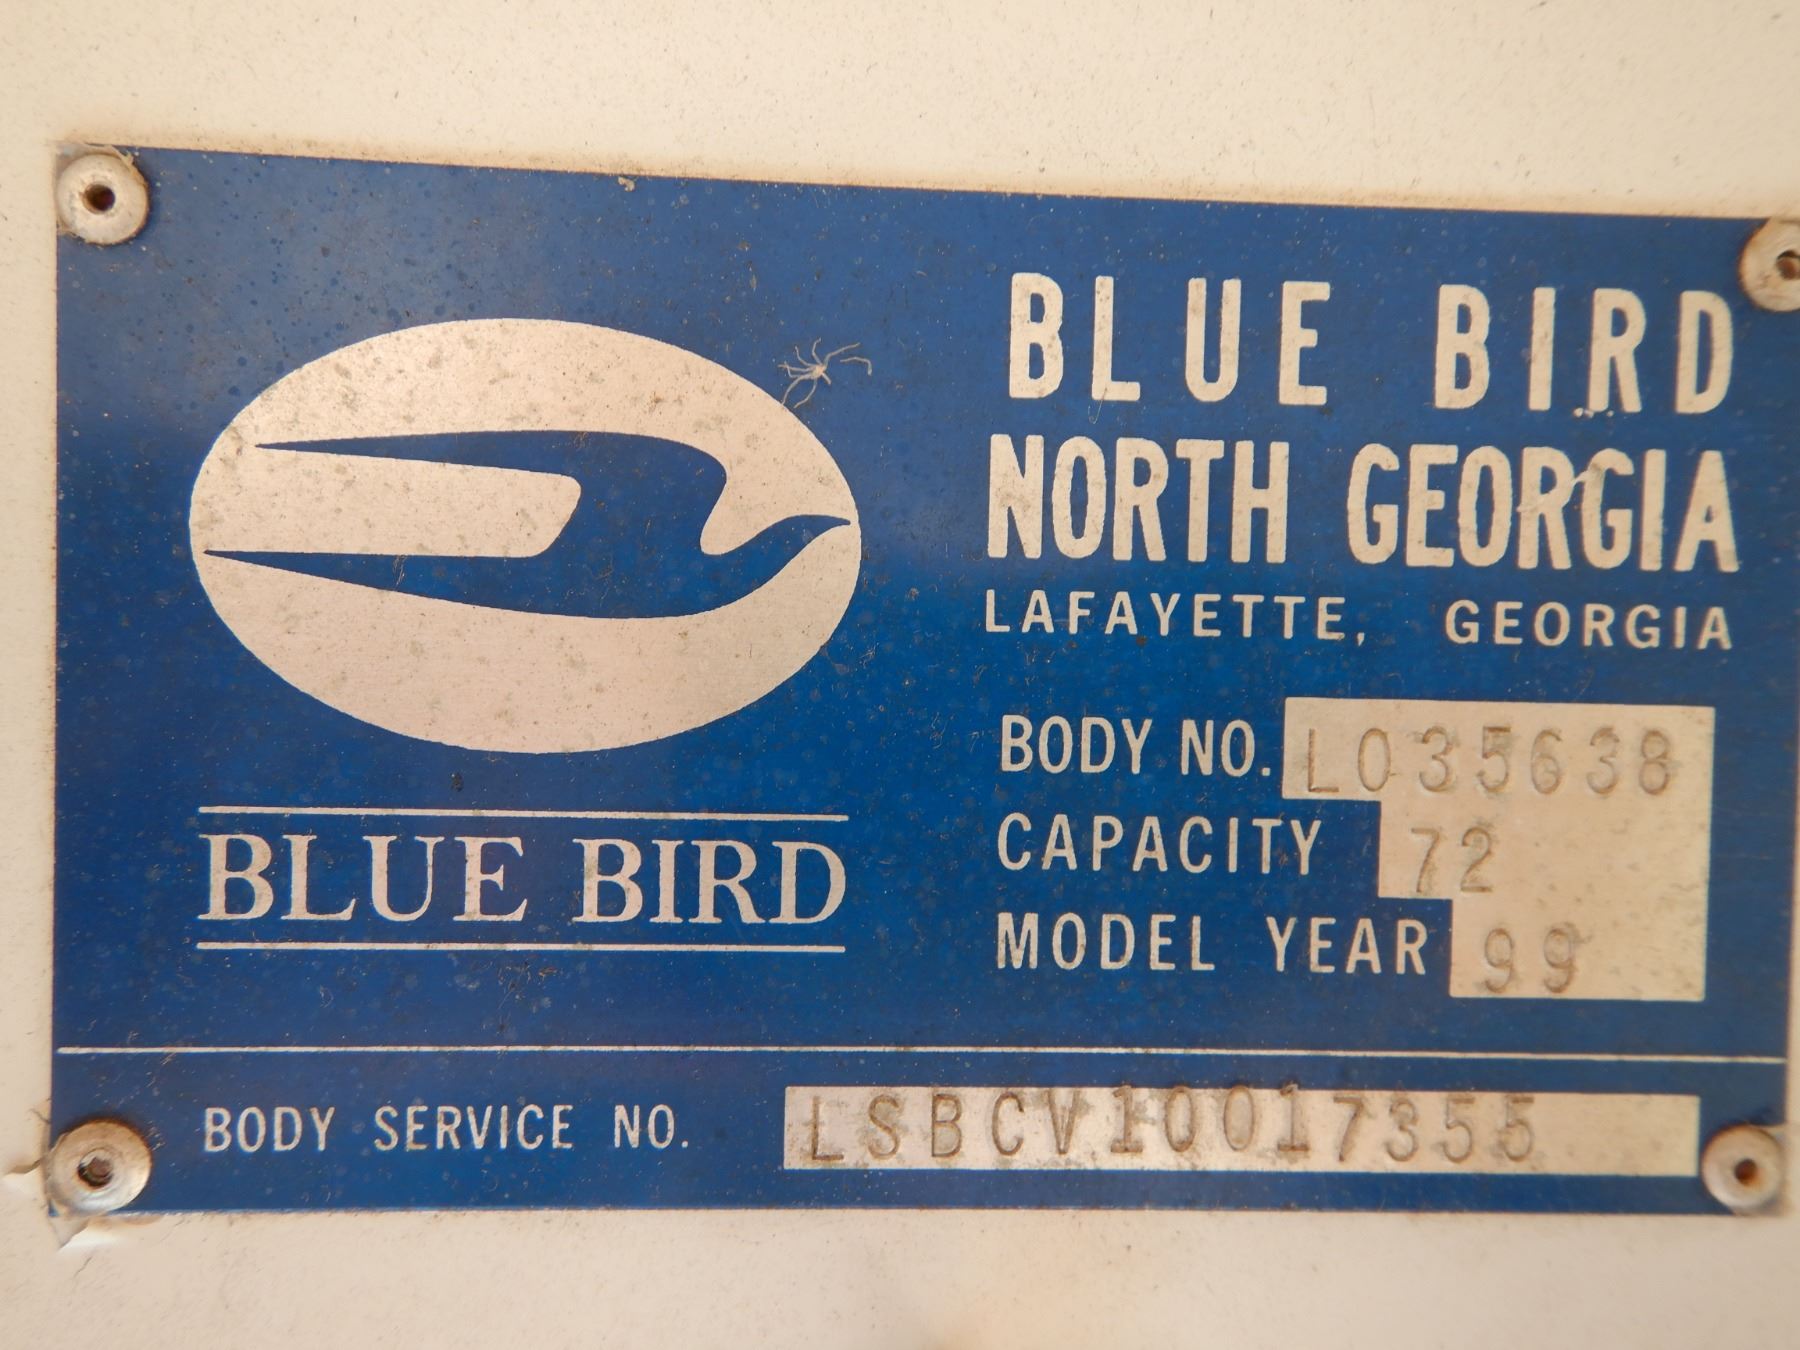 BLUE BIRD
NORTH GEORGIA
LAFAYETTE, GEORGIA
BODY NO. L035638
CAPACITY 72
MODEL YEAR 99
BLUE BIRD
BODY SERVICE NO. LSBCV10017355